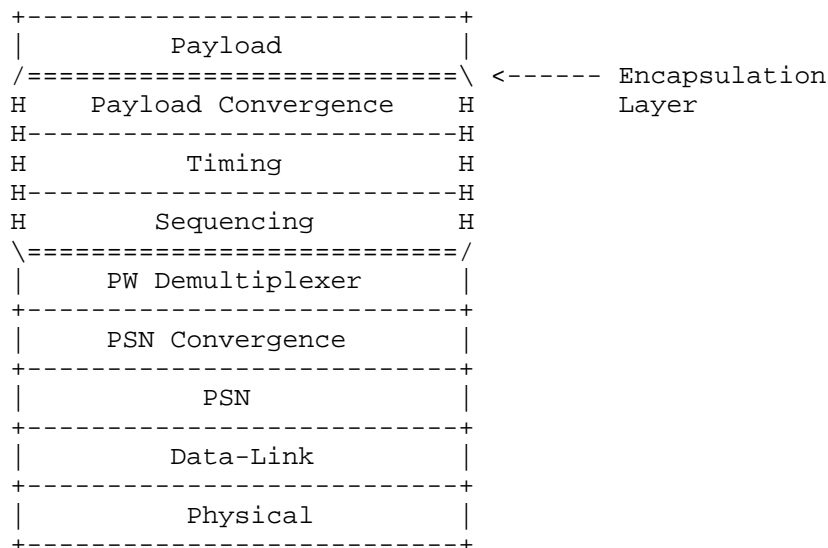 +---------------------------+
|         Payload           |
/===========================\ <------ Encapsulation
H    Payload Convergence    H         Layer
H---------------------------H
H          Timing           H
H---------------------------H
H        Sequencing         H
\===========================/
|     PW Demultiplexer      |
+---------------------------+
|     PSN Convergence       |
+---------------------------+
|           PSN             |
+---------------------------+
|         Data-Link         |
+---------------------------+
|          Physical         |
+---------------------------+